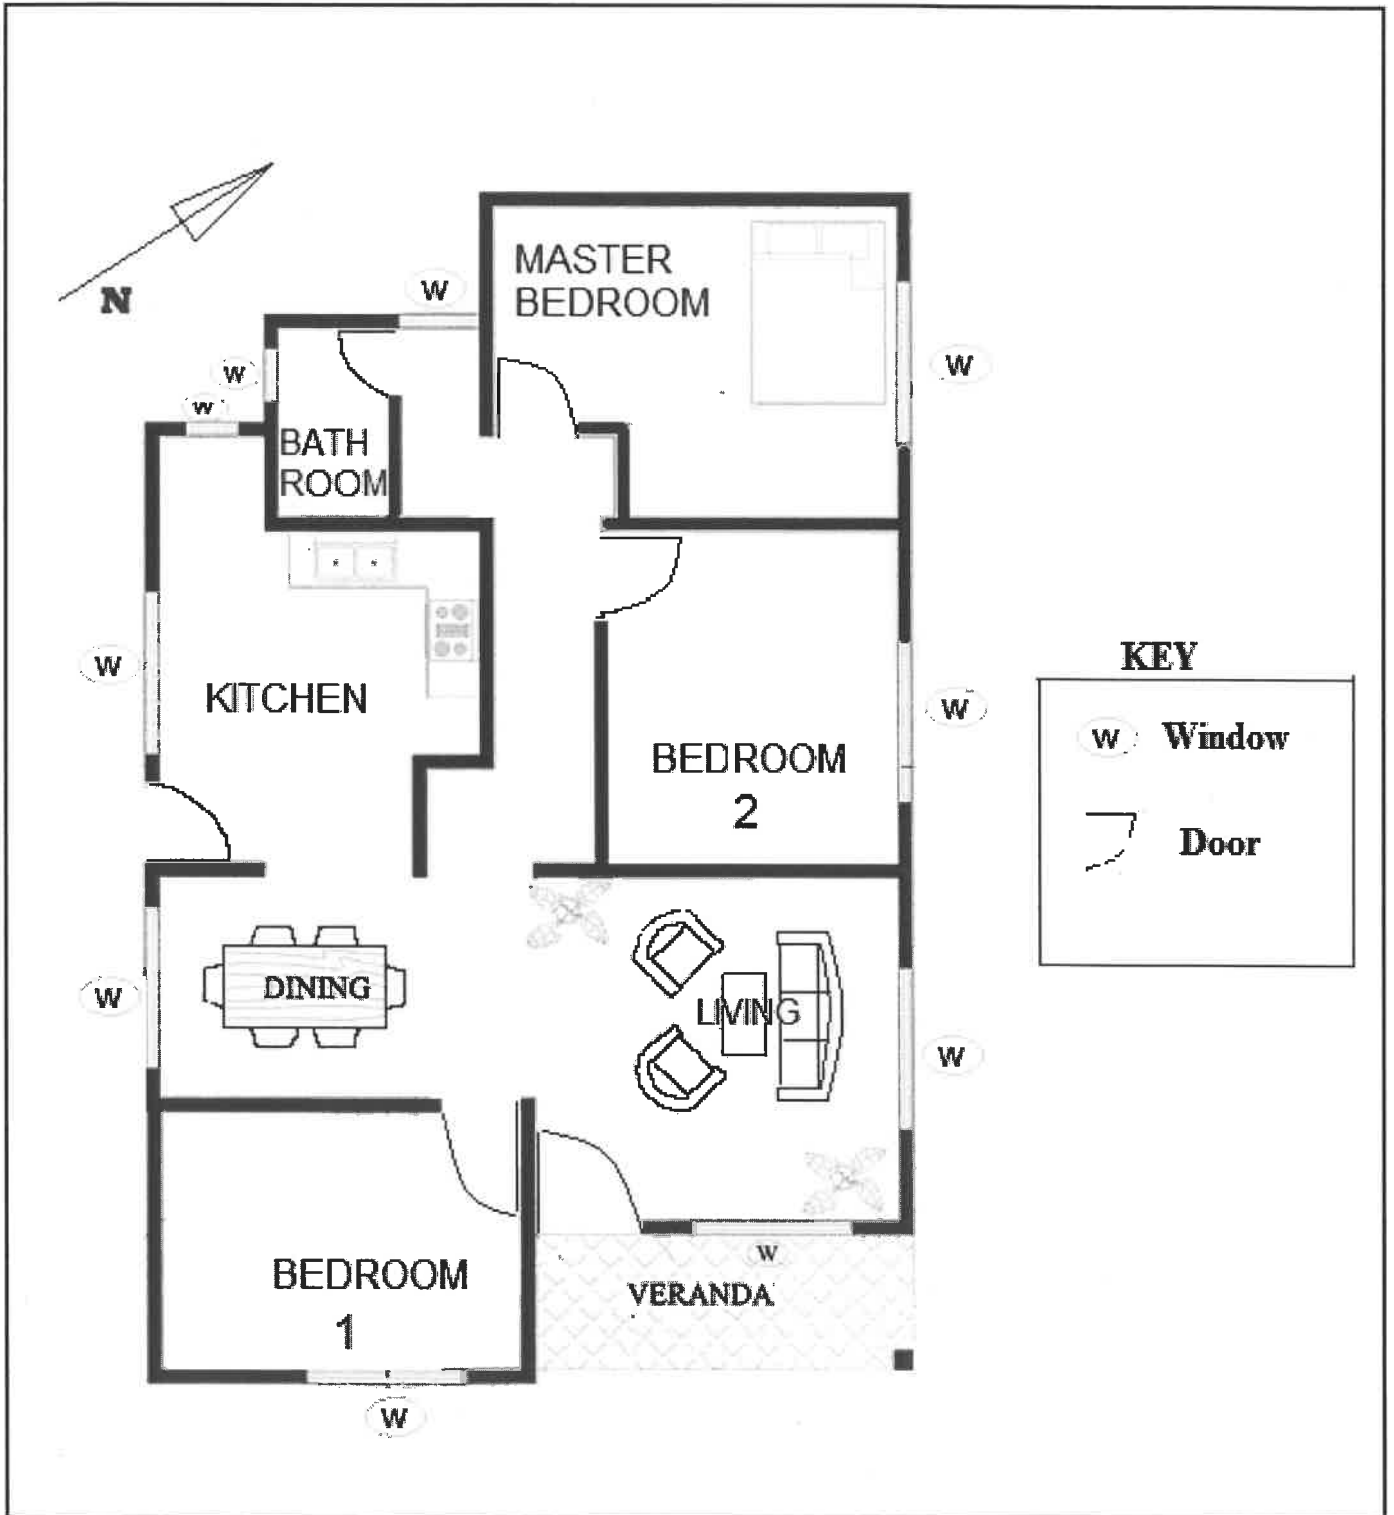 MASTER
BEDROOM
N
W
W
W
W
BATH
ROOM
W
KITCHEN
BEDROOM
2
W
W
DINING
LIVING
W
BEDROOM
1
W
VERANDA
W
KEY
W Window
Door